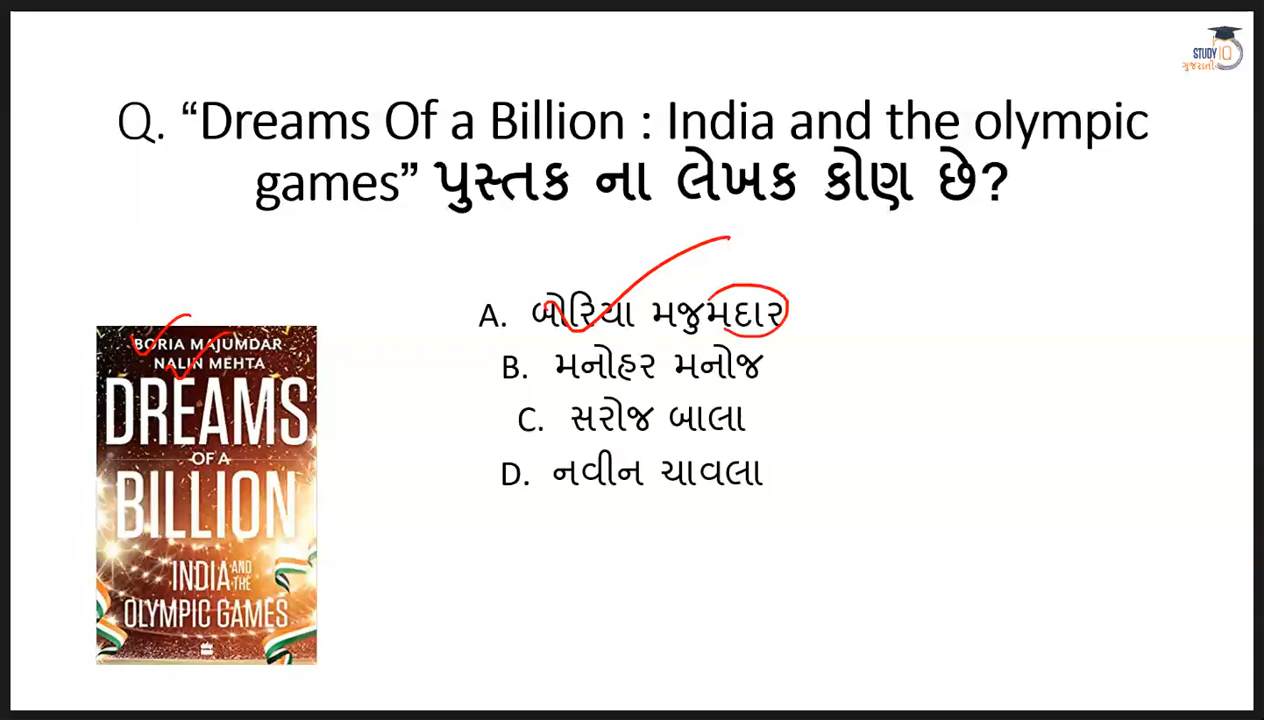 STUDY IQ
ગુજરાતી
Q. “Dreams Of a Billion : India and the olympic
games” પુસ્તક ના લેખક કોણ છે?
A. બોરિયા મજુમદાર
B. મનોહર મનોજ
C. સરોજ બાલા
D. નવીન ચાવલા
BORIA MAJUMDAR
NALIN MEHTA
DREAMS
OF A
BILLION
INDIA AND THE
OLYMPIC GAMES